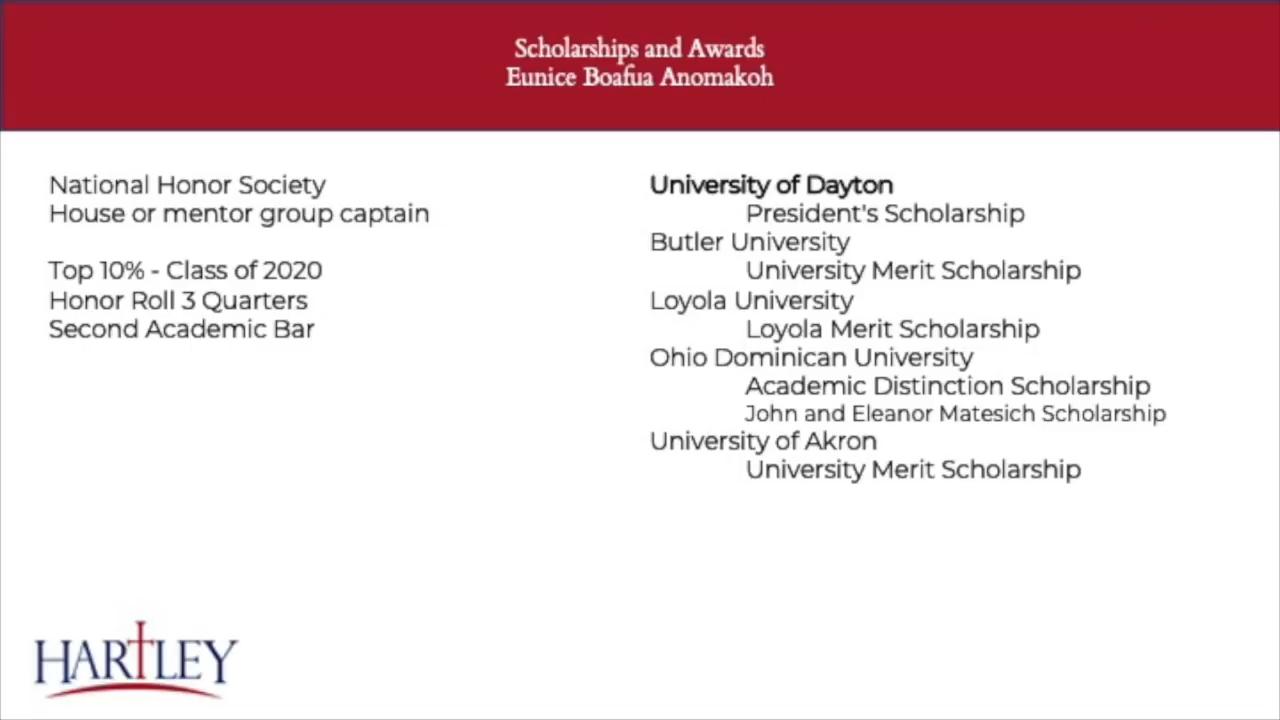 Scholarships and Awards
Eunice Boafua Anomakoh
National Honor Society
House or mentor group captain
Top 10% - Class of 2020
Honor Roll 3 Quarters
Second Academic Bar
University of Dayton
President's Scholarship
Butler University
University Merit Scholarship
Loyola University
Loyola Merit Scholarship
Ohio Dominican University
Academic Distinction Scholarship
John and Eleanor Matesich Scholarship
University of Akron
University Merit Scholarship
HARTLEY